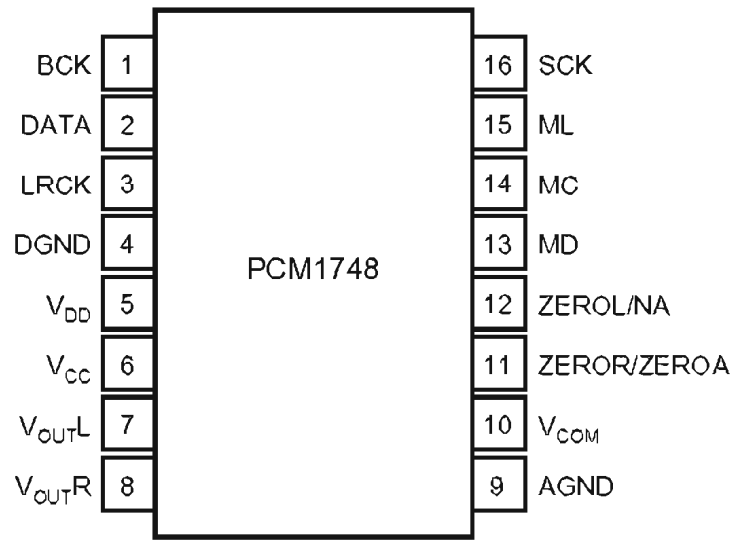 BCK 1 16 SCK
DATA 2 15 ML
LRCK 3 14 MC
DGND 4 13 MD
PCM1748
VDD 5 12 ZEROL/NA
VCC 6 11 ZEROR/ZEROA
VOUTL 7 10 VCOM
VOUTR 8 9 AGND